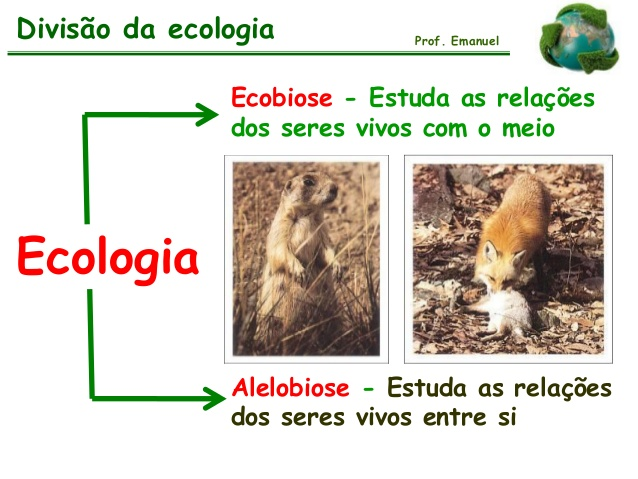 Divisão da ecologia
Prof. Emanuel
Ecobiose - Estuda as relações
dos seres vivos com o meio
Ecologia
Alelobiose - Estuda as relações
dos seres vivos entre si